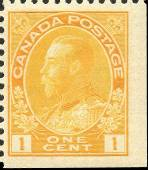 CANADA POSTAGE
1 ONE CENT 1